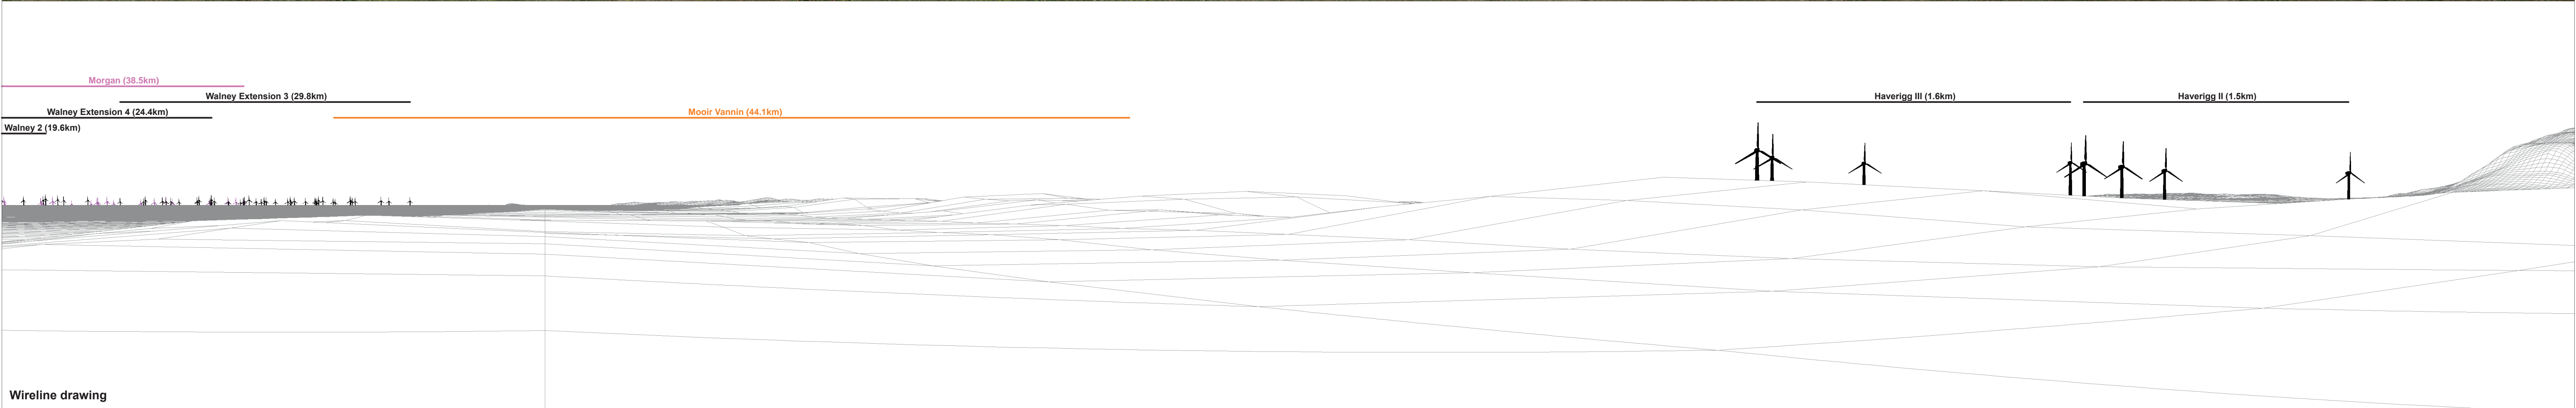 Morgan (38.5km)
Walney Extension 3 (29.8km)
Haverigg III (1.6km)
Haverigg II (1.5km)
Walney Extension 4 (24.4km)
Mooir Vannin (44.1km)
Walney 2 (19.6km)
Wireline drawing